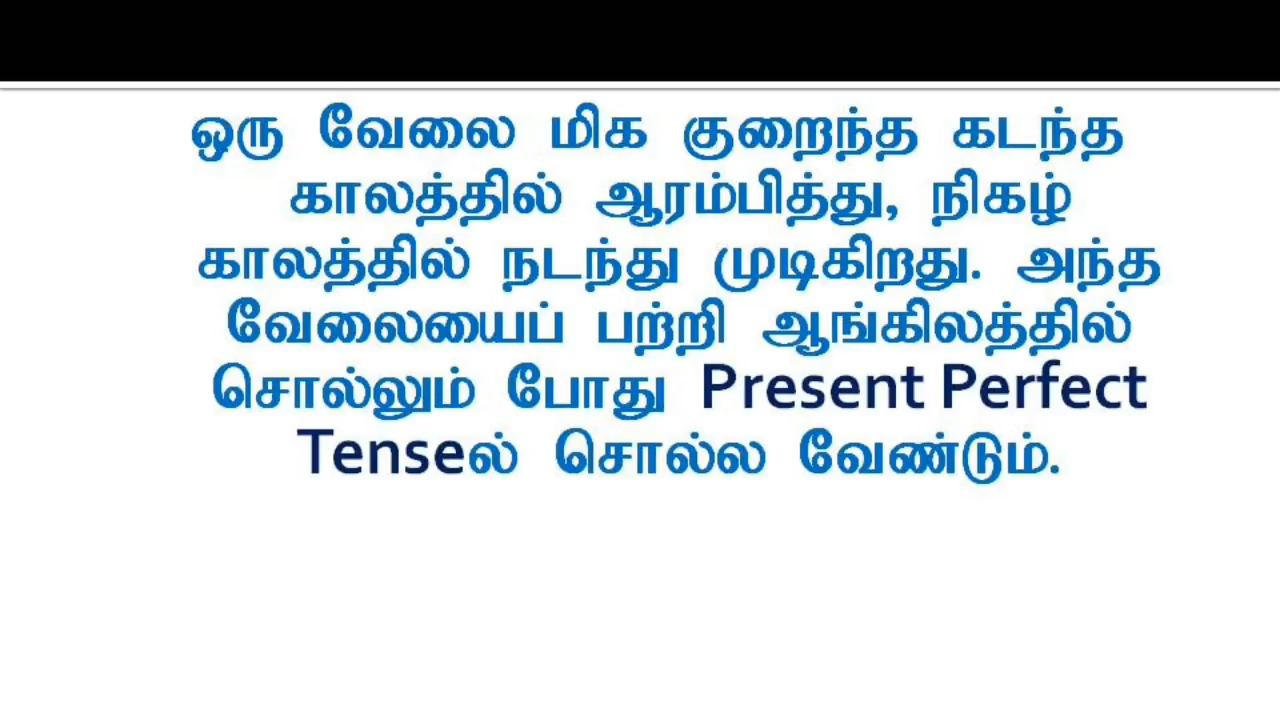 ஒரு வேலை மிக குறைந்த கடந்த
காலத்தில் ஆரம்பித்து, நிகழ்
காலத்தில் நடந்து முடிகிறது. அந்த
வேலையைப் பற்றி ஆங்கிலத்தில்
சொல்லும் போது Present Perfect
Tenseல் சொல்ல வேண்டும்.